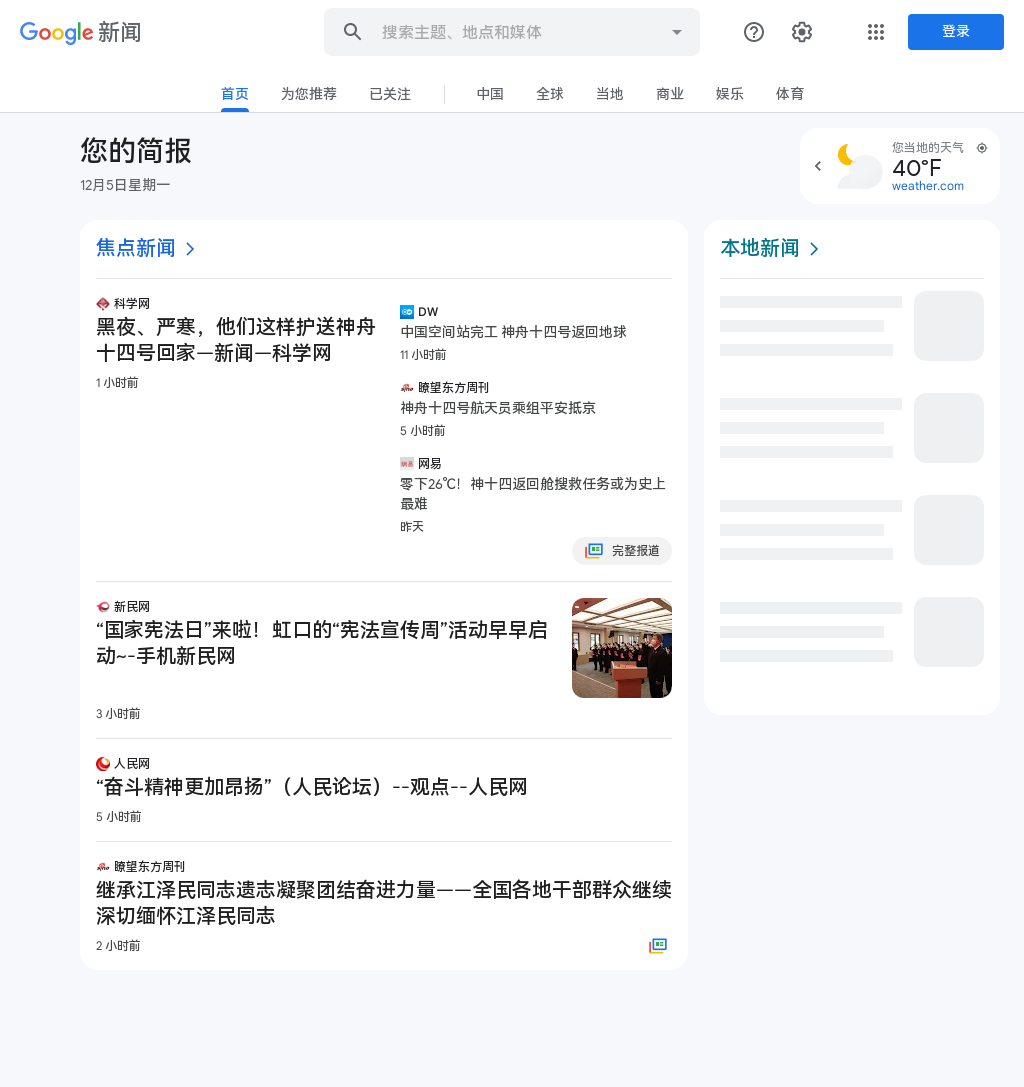 Google 新闻
搜索主题、地点和媒体
登录
首页
为您推荐
已关注
中国
全球
当地
商业
娱乐
体育
您的简报
12月5日星期一
您当地的天气
40°F
weather.com
焦点新闻
科学网
黑夜、严寒，他们这样护送神舟
十四号回家—新闻—科学网
1 小时前
DW
中国空间站完工 神舟十四号返回地球
11 小时前
瞭望东方周刊
神舟十四号航天员乘组平安抵京
5 小时前
网易
零下26℃！神十四返回舱搜救任务或为史上
最难
昨天
完整报道
新民网
“国家宪法日”来啦！虹口的“宪法宣传周”活动早早启
动~--手机新民网
3 小时前
人民网
“奋斗精神更加昂扬”（人民论坛）--观点--人民网
5 小时前
瞭望东方周刊
继承江泽民同志遗志凝聚团结奋进力量——全国各地干部群众继续
深切缅怀江泽民同志
2 小时前
本地新闻